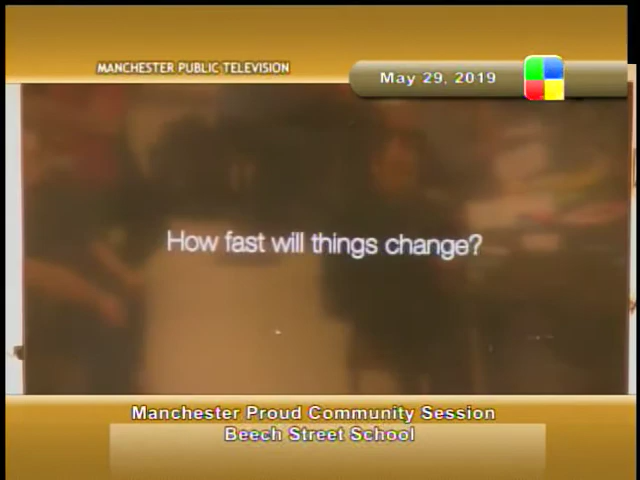 MANCHESTER PUBLIC TELEVISION
May 29, 2019
How fast will things change?
Manchester Proud Community Session
Beech Street School